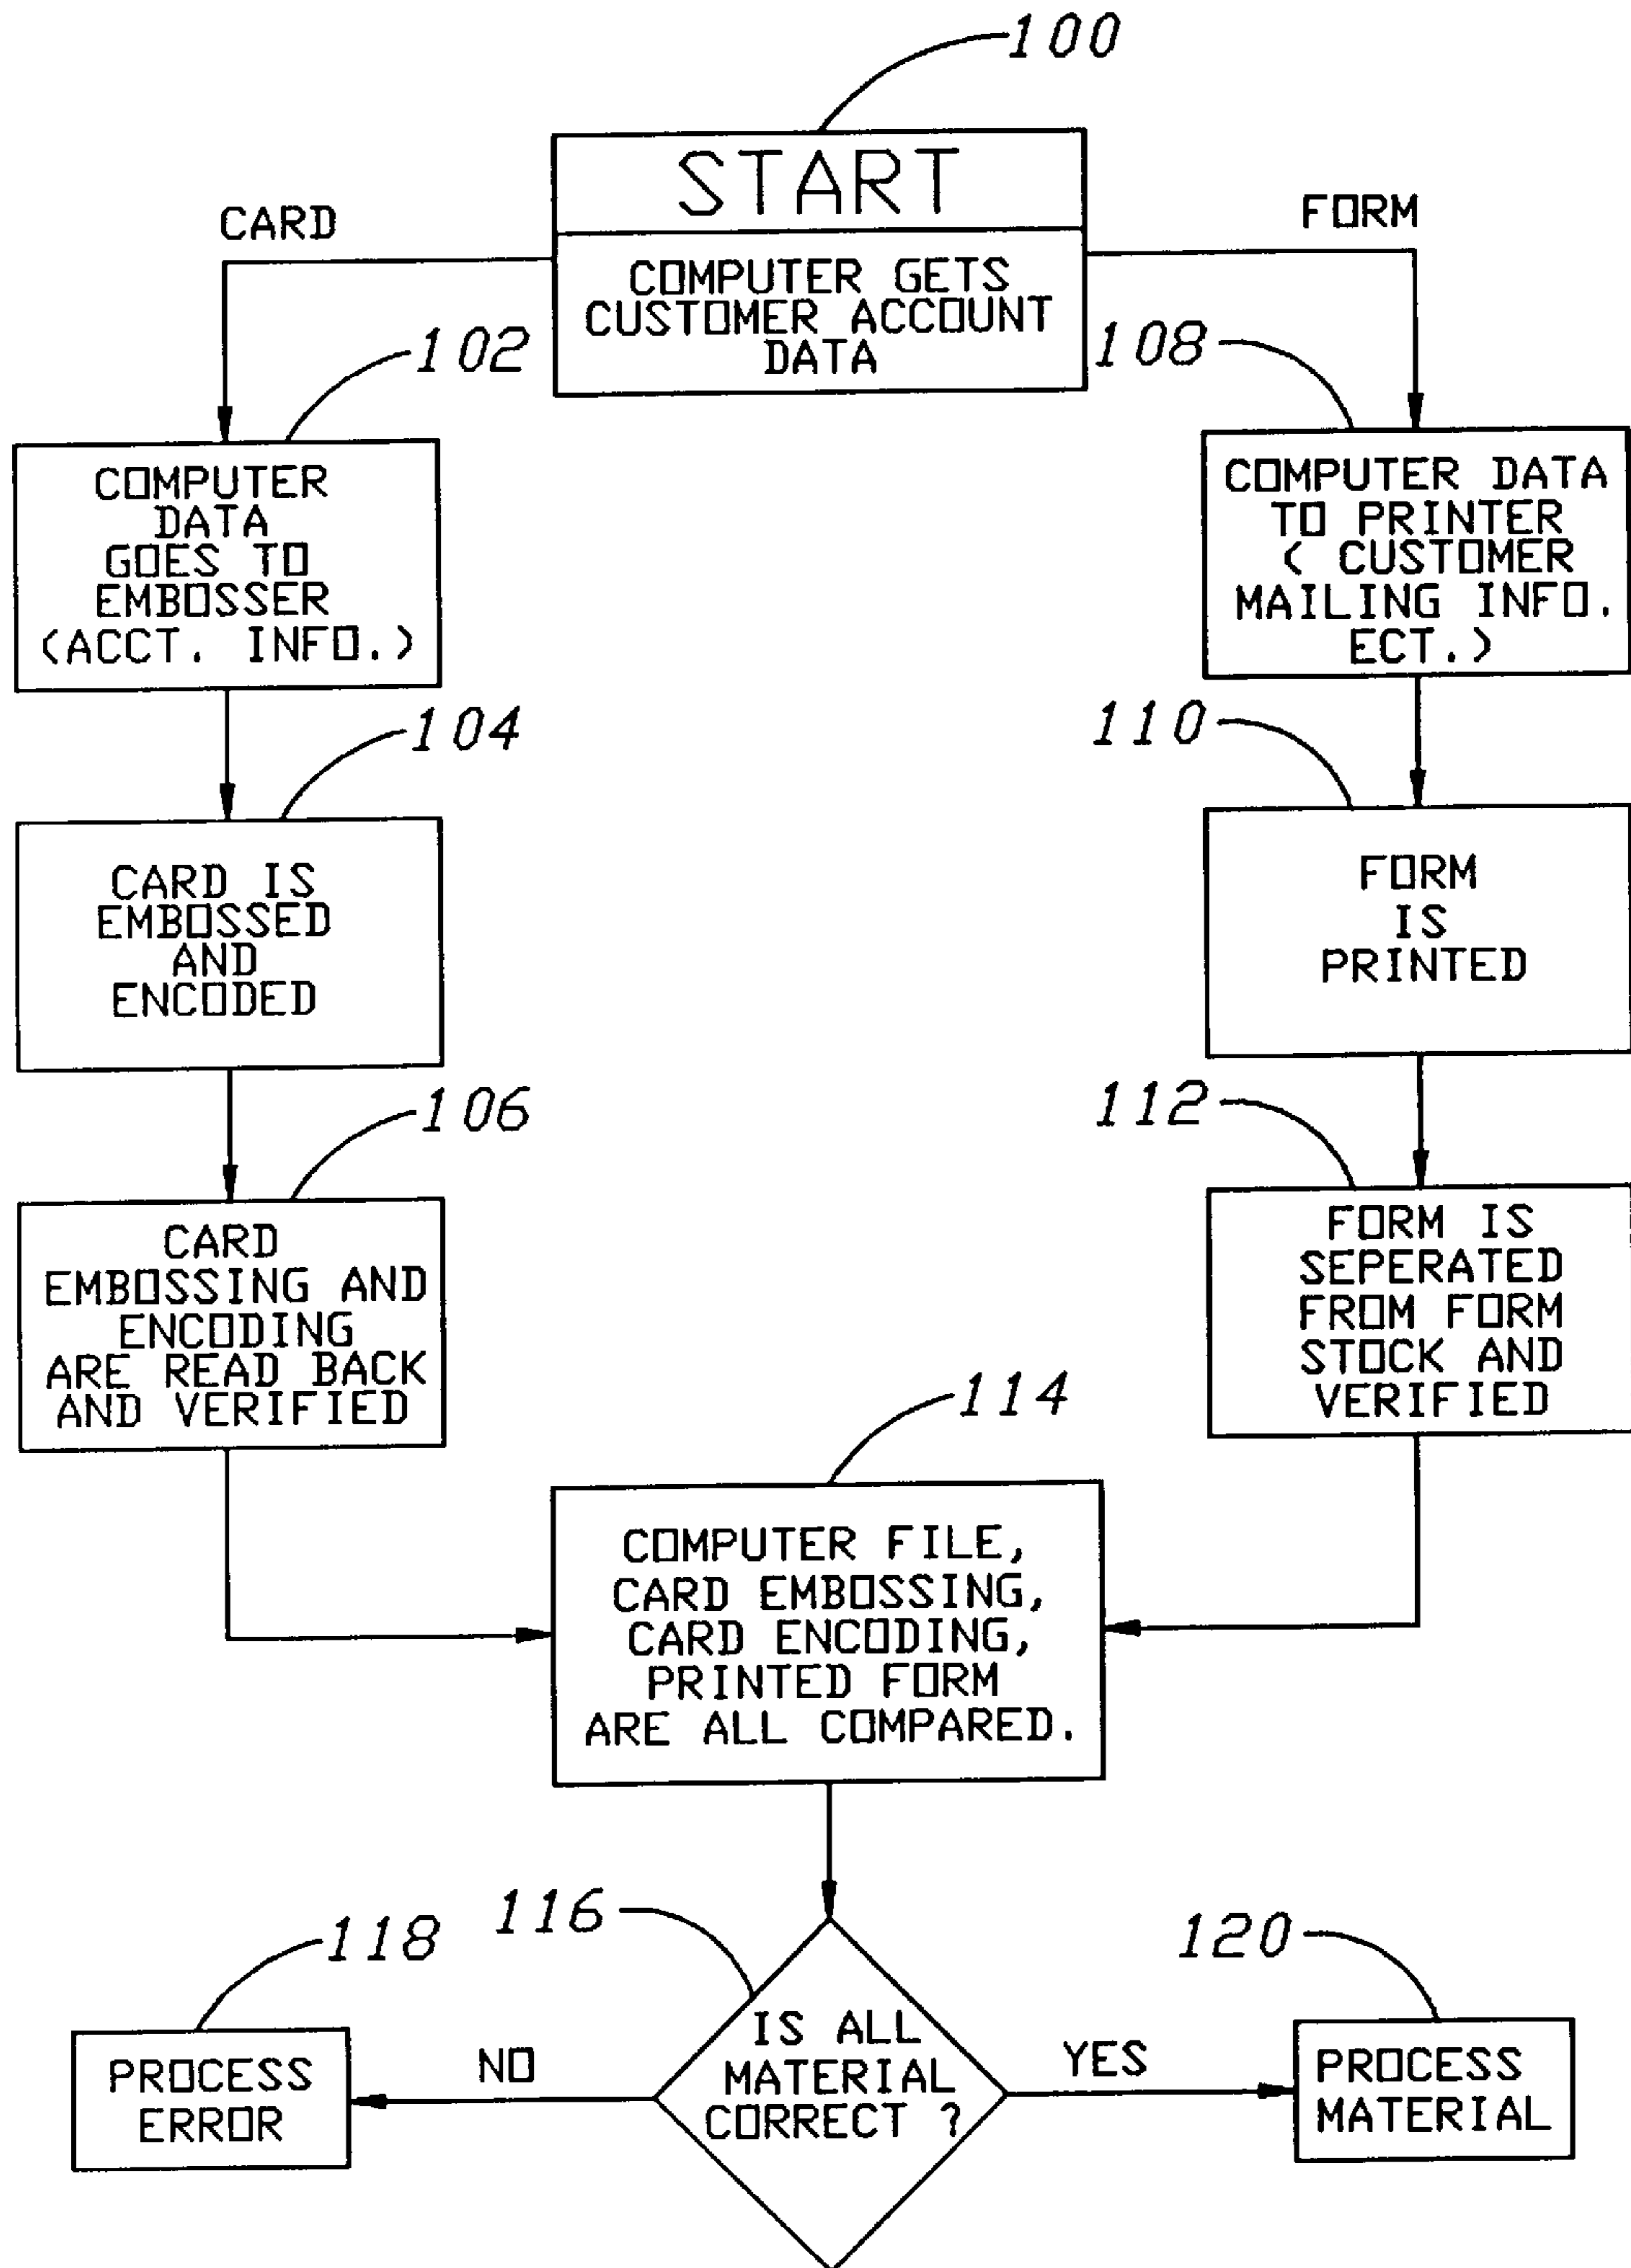 100
START
CARD
FORM
COMPUTER GETS
CUSTOMER ACCOUNT
DATA
102
108
COMPUTER
DATA
GOES TO
EMBOSSER
(ACCT. INFO.)
COMPUTER DATA
TO PRINTER
( CUSTOMER
MAILING INFO.
ECT.)
104
110
CARD IS
EMBOSSED
AND
ENCODED
FORM
IS
PRINTED
106
112
CARD
EMBOSSING AND
ENCODING
ARE READ BACK
AND VERIFIED
FORM IS
SEPERATED
FROM FORM
STOCK AND
VERIFIED
114
COMPUTER FILE,
CARD EMBOSSING,
CARD ENCODING,
PRINTED FORM
ARE ALL COMPARED.
116
118
120
IS ALL
MATERIAL
CORRECT ?
NO
YES
PROCESS
ERROR
PROCESS
MATERIAL